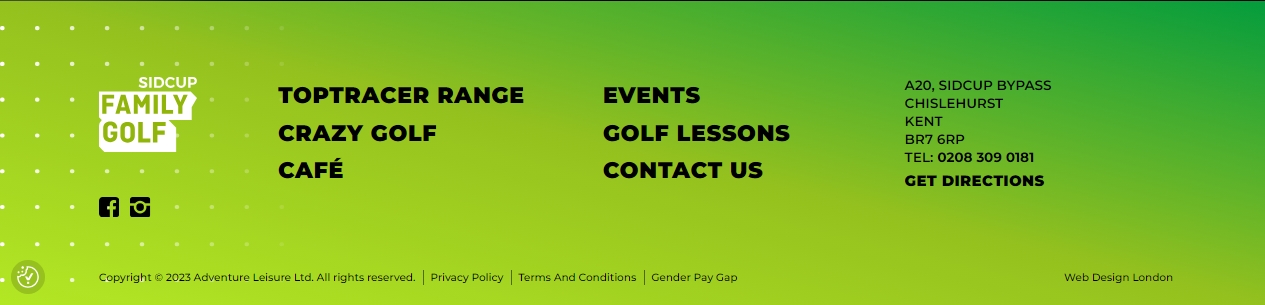 SIDCUP
FAMILY
GOLF
TOPTRACER RANGE
CRAZY GOLF
CAFÉ
EVENTS
GOLF LESSONS
CONTACT US
A20, SIDCUP BYPASS
CHISLEHURST
KENT
BR7 6RP
TEL: 0208 309 0181
GET DIRECTIONS
Copyright © 2023 Adventure Leisure Ltd. All rights reserved. Privacy Policy Terms And Conditions Gender Pay Gap Web Design London